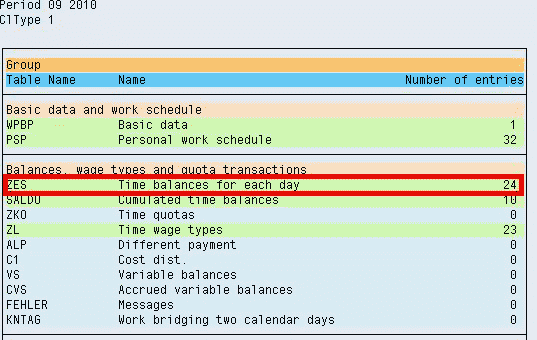 Period 09 2010
ClType 1
Group
Table Name Name Number of entries
Basic data and work schedule
WPBP Basic data 1
PSP Personal work schedule 32
Balances, wage types and quota transactions
ZES Time balances for each day 24
SALDO Cumulated time balances 10
ZKO Time quotas 0
ZL Time wage types 23
ALP Different payment 0
C1 Cost dist. 0
VS Variable balances 0
CVS Accrued variable balances 0
FEHLER Messages 0
KNTAG Work bridging two calendar days 0